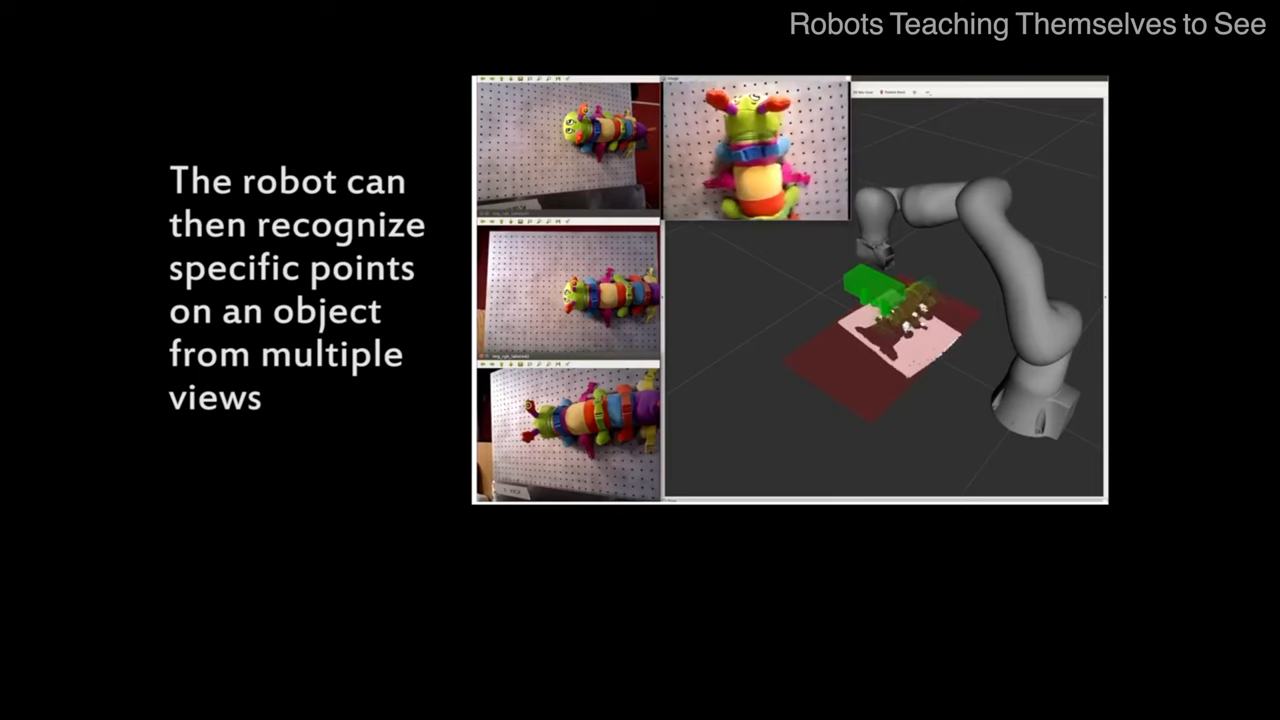 Robots Teaching Themselves to See
The robot can
then recognize
specific points
on an object
from multiple
views